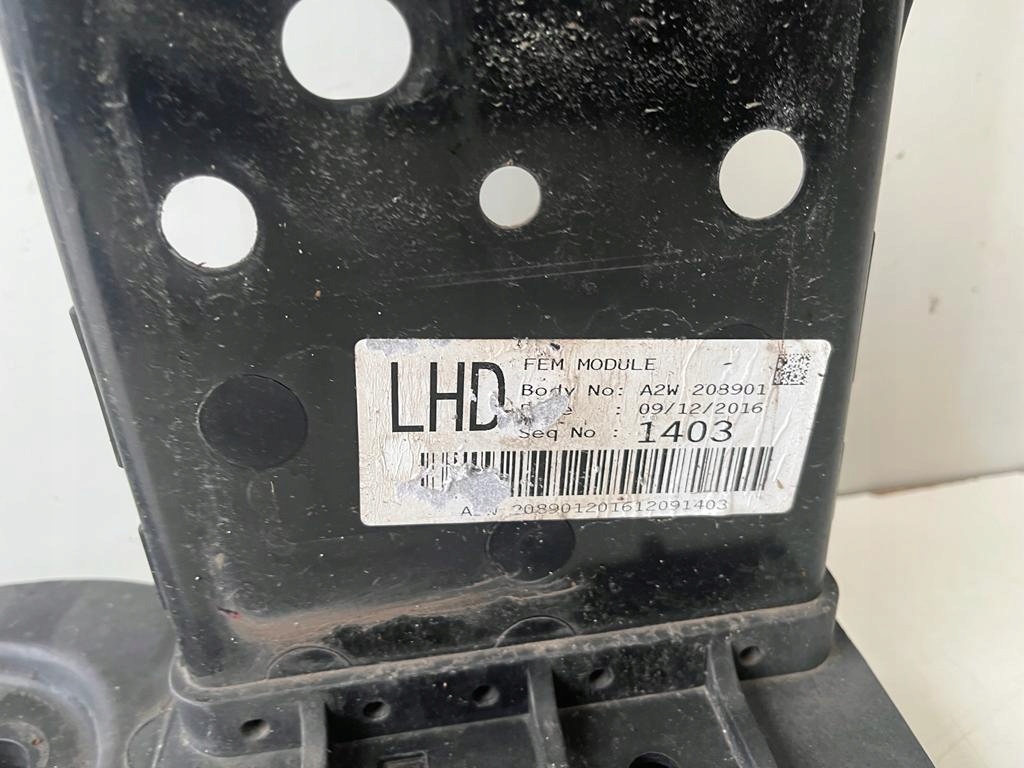 LHD
FEM MODULE -
Body No: A2W 208901
: 09/12/2016
Seq No : 1403
208901201612091403